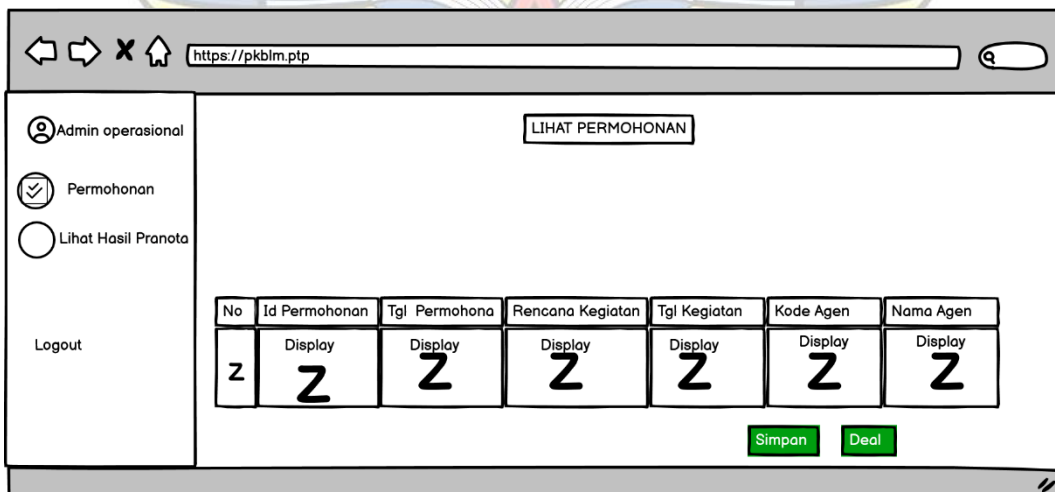 https://pkblm.ptp
Admin operasional
LIHAT PERMOHONAN
Permohonan
Lihat Hasil Pranota
Logout
No Id Permohonan Tgl Permohona Rencana Kegiatan Tgl Kegiatan Kode Agen Nama Agen
Display Display Display Display Display Display
Z Z Z Z Z Z Z
Simpan Deal